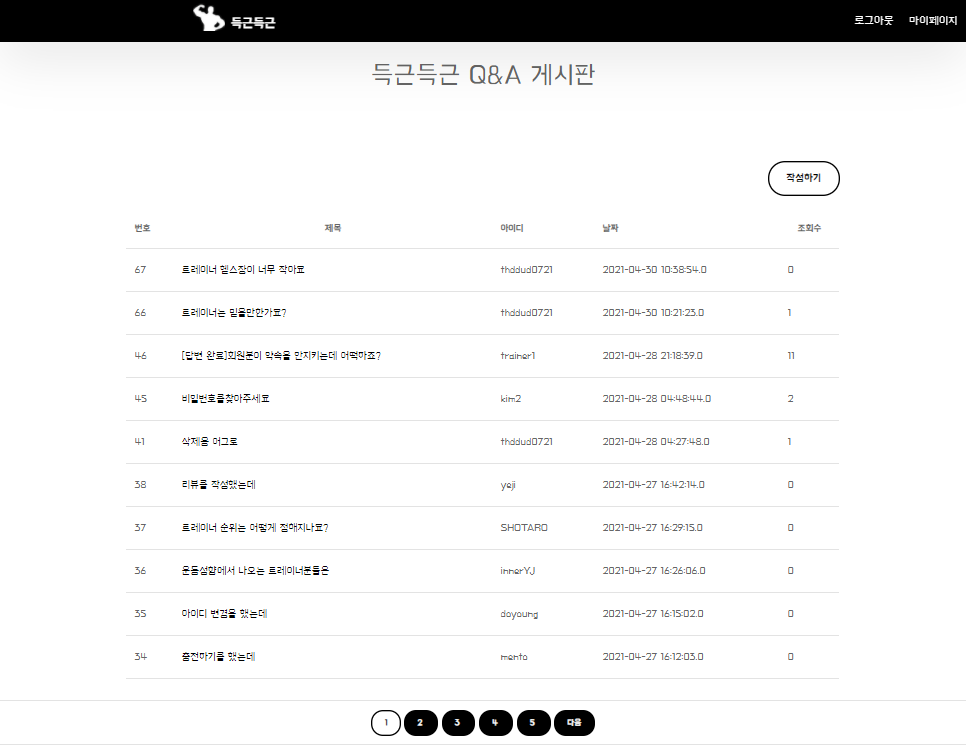 득근득근 로그아웃 마이페이지
득근득근 Q&A 게시판
작성하기
번호 제목 아이디 날짜 조회수
67 트레이너 헬스장이 너무 작아요 thddud0721 2021-04-30 10:38:54.0 0
66 트레이너는 믿을만한가요? thddud0721 2021-04-30 10:21:23.0 1
46 [답변 완료]회원분이 약속을 안지키는데 어떡하죠? trainer1 2021-04-28 21:18:39.0 11
45 비밀번호를찾아주세요 kim2 2021-04-28 04:48:44.0 2
41 삭제용 어그로 thddud0721 2021-04-28 04:27:48.0 1
38 리뷰를 작성했는데 yeji 2021-04-27 16:42:14.0 0
37 트레이너 순위는 어떻게 정해지나요? SHOTARO 2021-04-27 16:29:15.0 0
36 운동성향에서 나오는 트레이너분들은 innerYJ 2021-04-27 16:26:06.0 0
35 아이디 변경을 했는데 doyoung 2021-04-27 16:15:02.0 0
34 충전하기를 했는데 mento 2021-04-27 16:12:03.0 0
1 2 3 4 5 다음